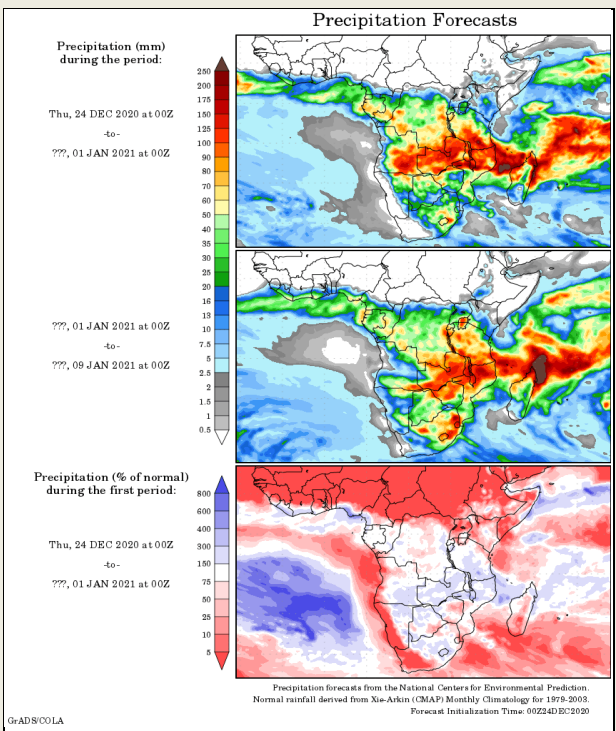 Precipitation Forecasts
Precipitation (mm)
during the period:
Thu, 24 DEC 2020 at 00Z
-to-
???, 01 JAN 2021 at 00Z
250
200
175
150
125
100
90
80
70
60
50
40
35
30
25
20
16
13
10
7.5
5
2.5
2
1.5
1
0.5
???, 01 JAN 2021 at 00Z
-to-
???, 09 JAN 2021 at 00Z
Precipitation (% of normal)
during the first period:
Thu, 24 DEC 2020 at 00Z
-to-
???, 01 JAN 2021 at 00Z
800
600
400
300
150
75
50
25
10
5
Precipitation forecasts from the National Centers for Environmental Prediction.
Normal rainfall derived from Xie-Arkin (CMAP) Monthly Climatology for 1979-2003.
Forecast Initialization Time: 00Z24DEC2020
GrADS/COLA